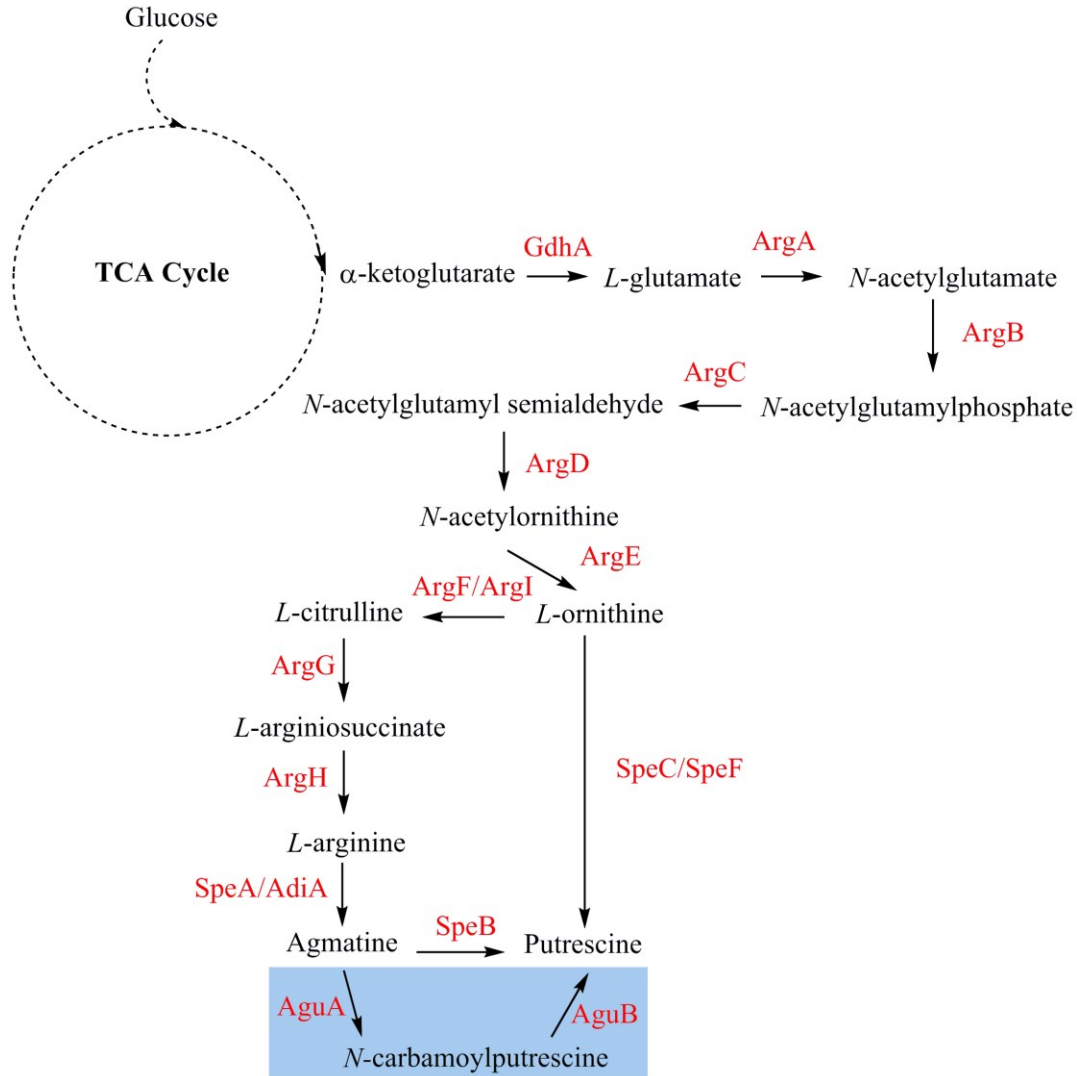 Glucose
TCA Cycle
α-ketoglutarate
GdhA
L-glutamate
ArgA
N-acetylglutamate
ArgB
N-acetylglutamylphosphate
ArgC
N-acetylglutamyl semialdehyde
ArgD
N-acetylornithine
ArgE
L-ornithine
ArgF/ArgI
L-citrulline
ArgG
L-arginiosuccinate
ArgH
L-arginine
SpeA/AdiA
Agmatine
SpeB
Putrescine
SpeC/SpeF
AguA
N-carbamoylputrescine
AguB